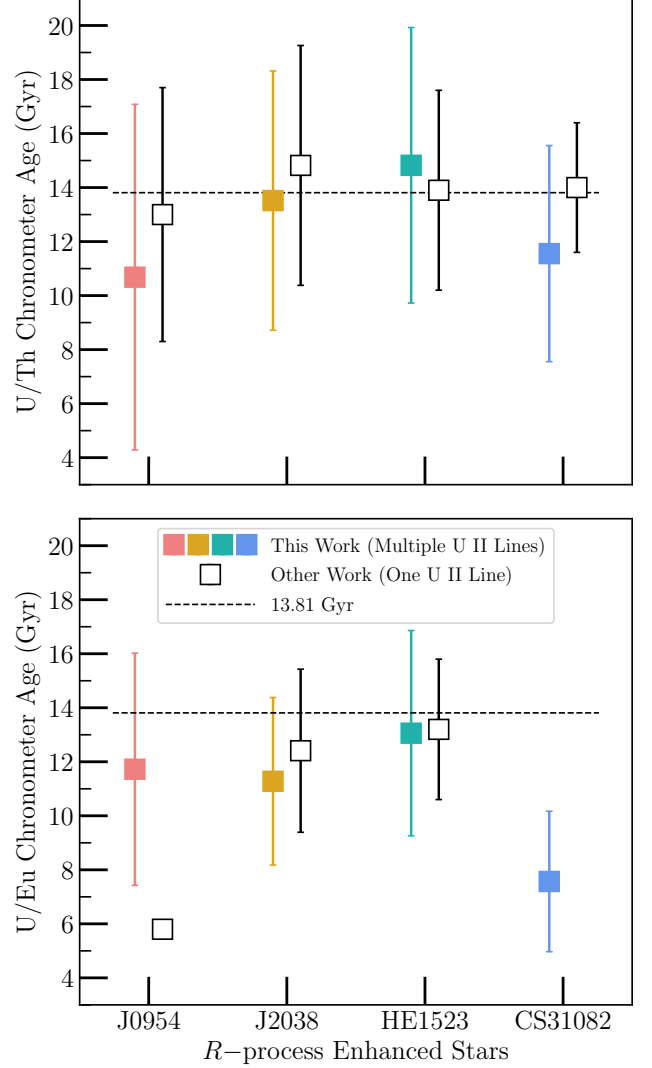 U/Th Chronometer Age (Gyr)
20
18
16
14
12
10
8
6
4
U/Eu Chronometer Age (Gyr)
20
18
16
14
12
10
8
6
4
This Work (Multiple U II Lines)
Other Work (One U II Line)
13.81 Gyr
J0954 J2038 HE1523 CS31082
R−process Enhanced Stars